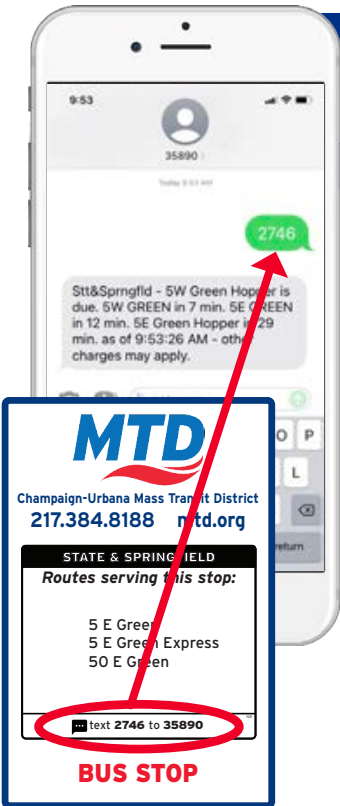 9:53
35890
Today 9:53 AM
2746
Stt&Sprngfld - 5W Green Hopper is
due. 5W GREEN in 7 min. 5E GREEN
in 12 min. 5E Green Hopper in 29
min. as of 9:53:26 AM - other
charges may apply.
O P
L
return
MTD
Champaign-Urbana Mass Transit District
217.384.8188 mtd.org
STATE & SPRINGFIELD
Routes serving this stop:
5 E Green
5 E Green Express
50 E Green
text 2746 to 35890
BUS STOP